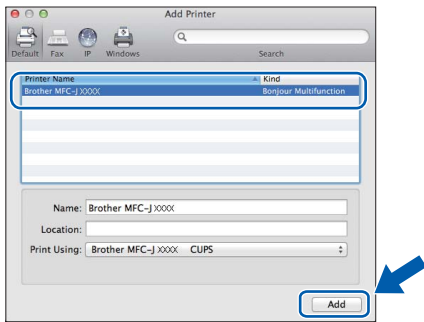 Add Printer
Default Fax IP Windows Search
Printer Name Kind
Brother MFC-J XXXX Bonjour Multifunction
Name: Brother MFC-J XXXX
Location:
Print Using: Brother MFC-J XXXX CUPS
Add